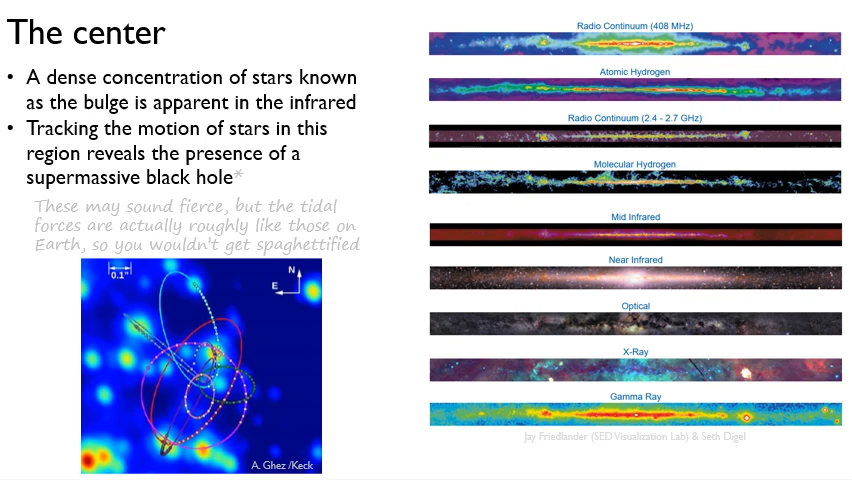 The center
• A dense concentration of stars known
as the bulge is apparent in the infrared
• Tracking the motion of stars in this
region reveals the presence of a
supermassive black hole*
These may sound fierce, but the tidal
forces are actually roughly like those on
Earth, so you wouldn't get spaghettified
0.1"
N
E
A. Ghez /Keck
Radio Continuum (408 MHz)
Atomic Hydrogen
Radio Continuum (2.4 - 2.7 GHz)
Molecular Hydrogen
Mid Infrared
Near Infrared
Optical
X-Ray
Gamma Ray
Jay Friedlander (SED Visualization Lab) & Seth Digel